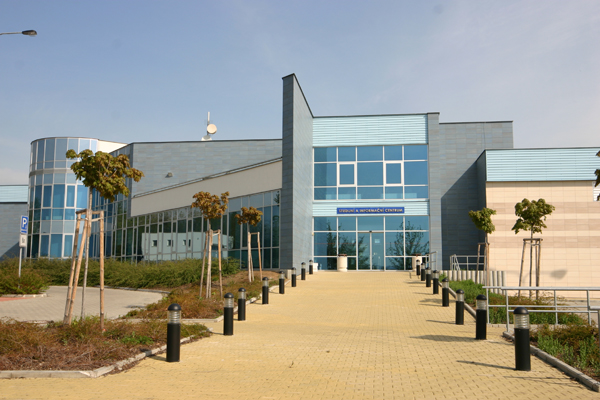 STUDIJNÍ A INFORMAČNÍ CENTRUM
P